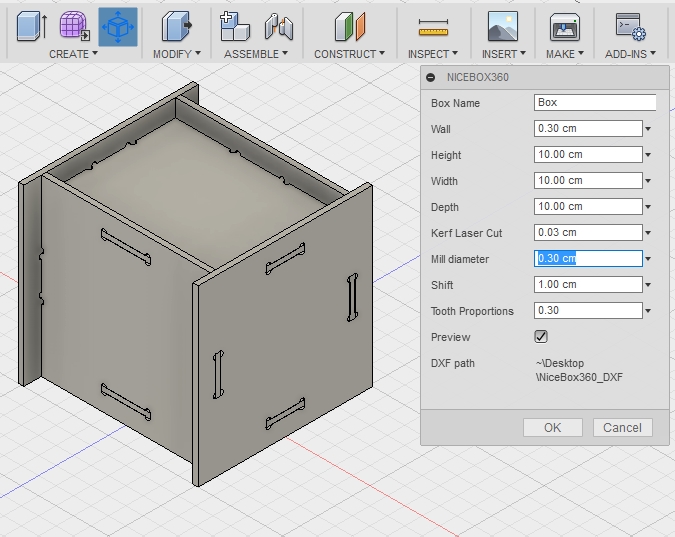 CREATE MODIFY ASSEMBLE CONSTRUCT INSPECT INSERT MAKE ADD-INS
NICEBOX360
Box Name Box
Wall 0.30 cm
Height 10.00 cm
Width 10.00 cm
Depth 10.00 cm
Kerf Laser Cut 0.03 cm
Mill diameter 0.30 cm
Shift 1.00 cm
Tooth Proportions 0.30
Preview
DXF path ~\Desktop
\NiceBox360_DXF
OK Cancel